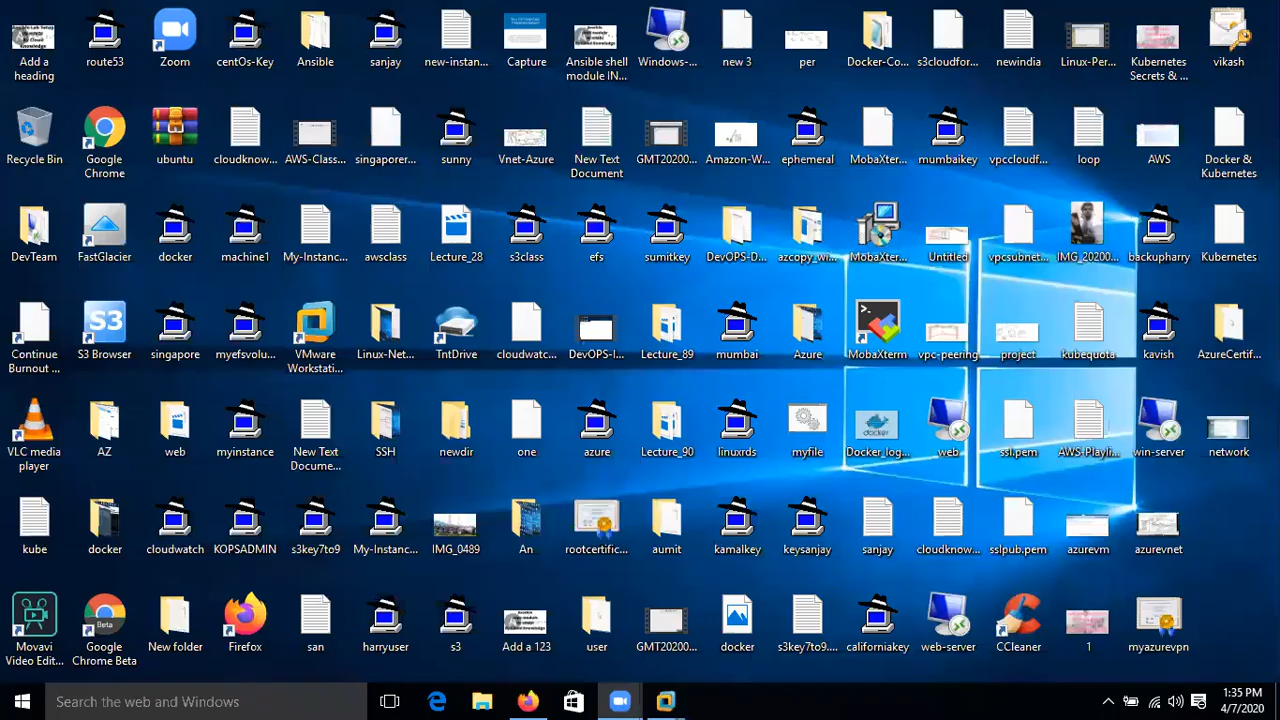 Add a heading
route53
Zoom
centOs-Key
Ansible
sanjay
new-instan...
Capture
Ansible shell module IN...
Windows-...
new 3
per
Docker-Co...
s3cloudfor...
newindia
Linux-Per...
Kubernetes Secrets & ...
vikash
Recycle Bin
Google Chrome
ubuntu
cloudknow...
AWS-Class...
singapore...
sunny
Vnet-Azure
New Text Document
GMT20200...
Amazon-W...
ephemeral
MobaXter...
mumbaikey
vpccloudf...
loop
AWS
Docker & Kubernetes
DevTeam
FastGlacier
docker
machine1
My-Instanc...
awsclass
Lecture_28
s3class
efs
sumitkey
DevOPS-D...
azcopy_wi...
MobaXter...
Untitled
vpcsubnet...
IMG_20200...
backupharry
Kubernetes
Continue Burnout ...
S3 Browser
singapore
myefsvolu...
VMware Workstati...
Linux-Net...
TntDrive
cloudwatc...
DevOPS-I...
Lecture_89
mumbai
Azure
MobaXterm
vpc-peering
project
kubequota
kavish
AzureCertif...
VLC media player
AZ
web
myinstance
New Text Docume...
SSH
newdir
one
azure
Lecture_90
linuxrds
myfile
Docker_log...
web
ssl.pem
AWS-Playli...
win-server
network
kube
docker
cloudwatch
KOPSADMIN
s3key7to9
My-Instanc...
IMG_0489
An
rootcertific...
aumit
kamalkey
keysanjay
sanjay
cloudknow...
sslpub.pem
azurevm
azurevnet
Movavi Video Edit...
Google Chrome Beta
New folder
Firefox
san
harryuser
s3
Add a 123
user
GMT20200...
docker
s3key7to9...
californiakey
web-server
CCleaner
1
myazurevpn
Search the web and Windows
1:35 PM
4/7/2020